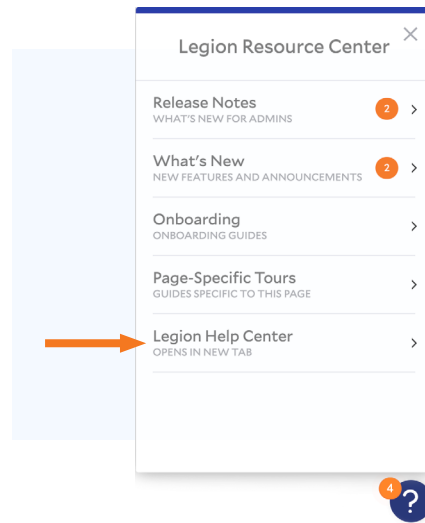 Legion Resource Center
Release Notes
WHAT'S NEW FOR ADMINS
2
What's New
NEW FEATURES AND ANNOUNCEMENTS
2
Onboarding
ONBOARDING GUIDES
Page-Specific Tours
GUIDES SPECIFIC TO THIS PAGE
Legion Help Center
OPENS IN NEW TAB
4
?